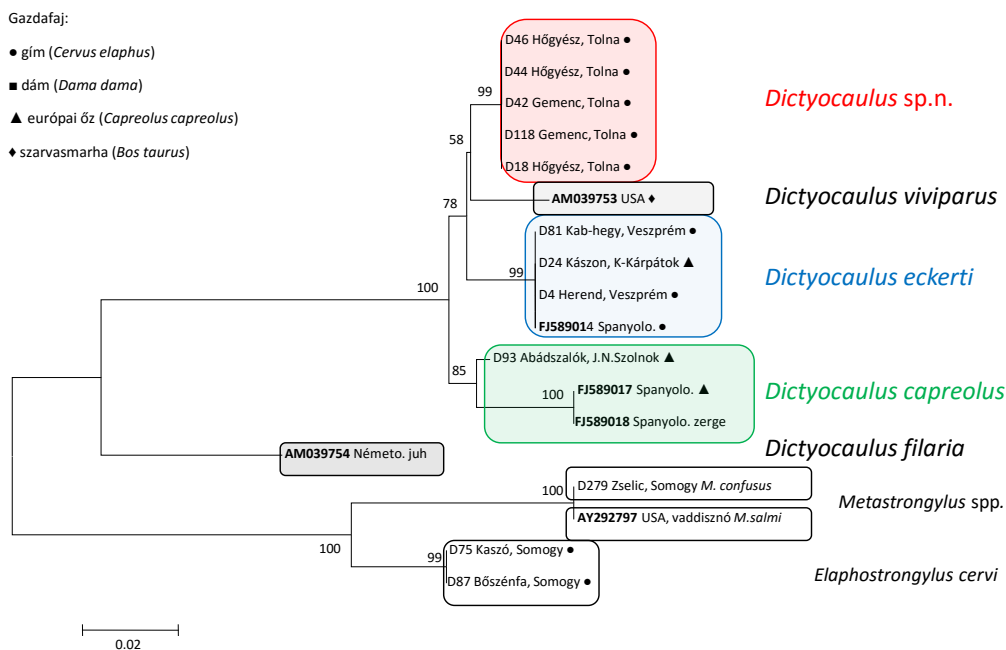 Gazdafaj:
● gím (Cervus elaphus)
■ dám (Dama dama)
▲ európai őz (Capreolus capreolus)
♦ szarvasmarha (Bos taurus)
D46 Hőgyész, Tolna ●
D44 Hőgyész, Tolna ●
99
D42 Gemenc, Tolna ●
Dictyocaulus sp.n.
D118 Gemenc, Tolna ●
58
D18 Hőgyész, Tolna ●
AM039753 USA ♦
Dictyocaulus viviparus
78
D81 Kab-hegy, Veszprém ●
D24 Kászon, K-Kárpátok ▲
99
Dictyocaulus eckerti
D4 Herend, Veszprém ●
100
FJ589014 Spanyolo. ●
D93 Abádszalók, J.N.Szolnok ▲
85
FJ589017 Spanyolo. ▲
100
Dictyocaulus capreolus
FJ589018 Spanyolo. zerge
AM039754 Németo. juh
Dictyocaulus filaria
D279 Zselic, Somogy M. confusus
100
Metastrongylus spp.
AY292797 USA, vaddisznó M.salmi
100
D75 Kaszó, Somogy ●
99
Elaphostrongylus cervi
D87 Bőszénfa, Somogy ●
0.02